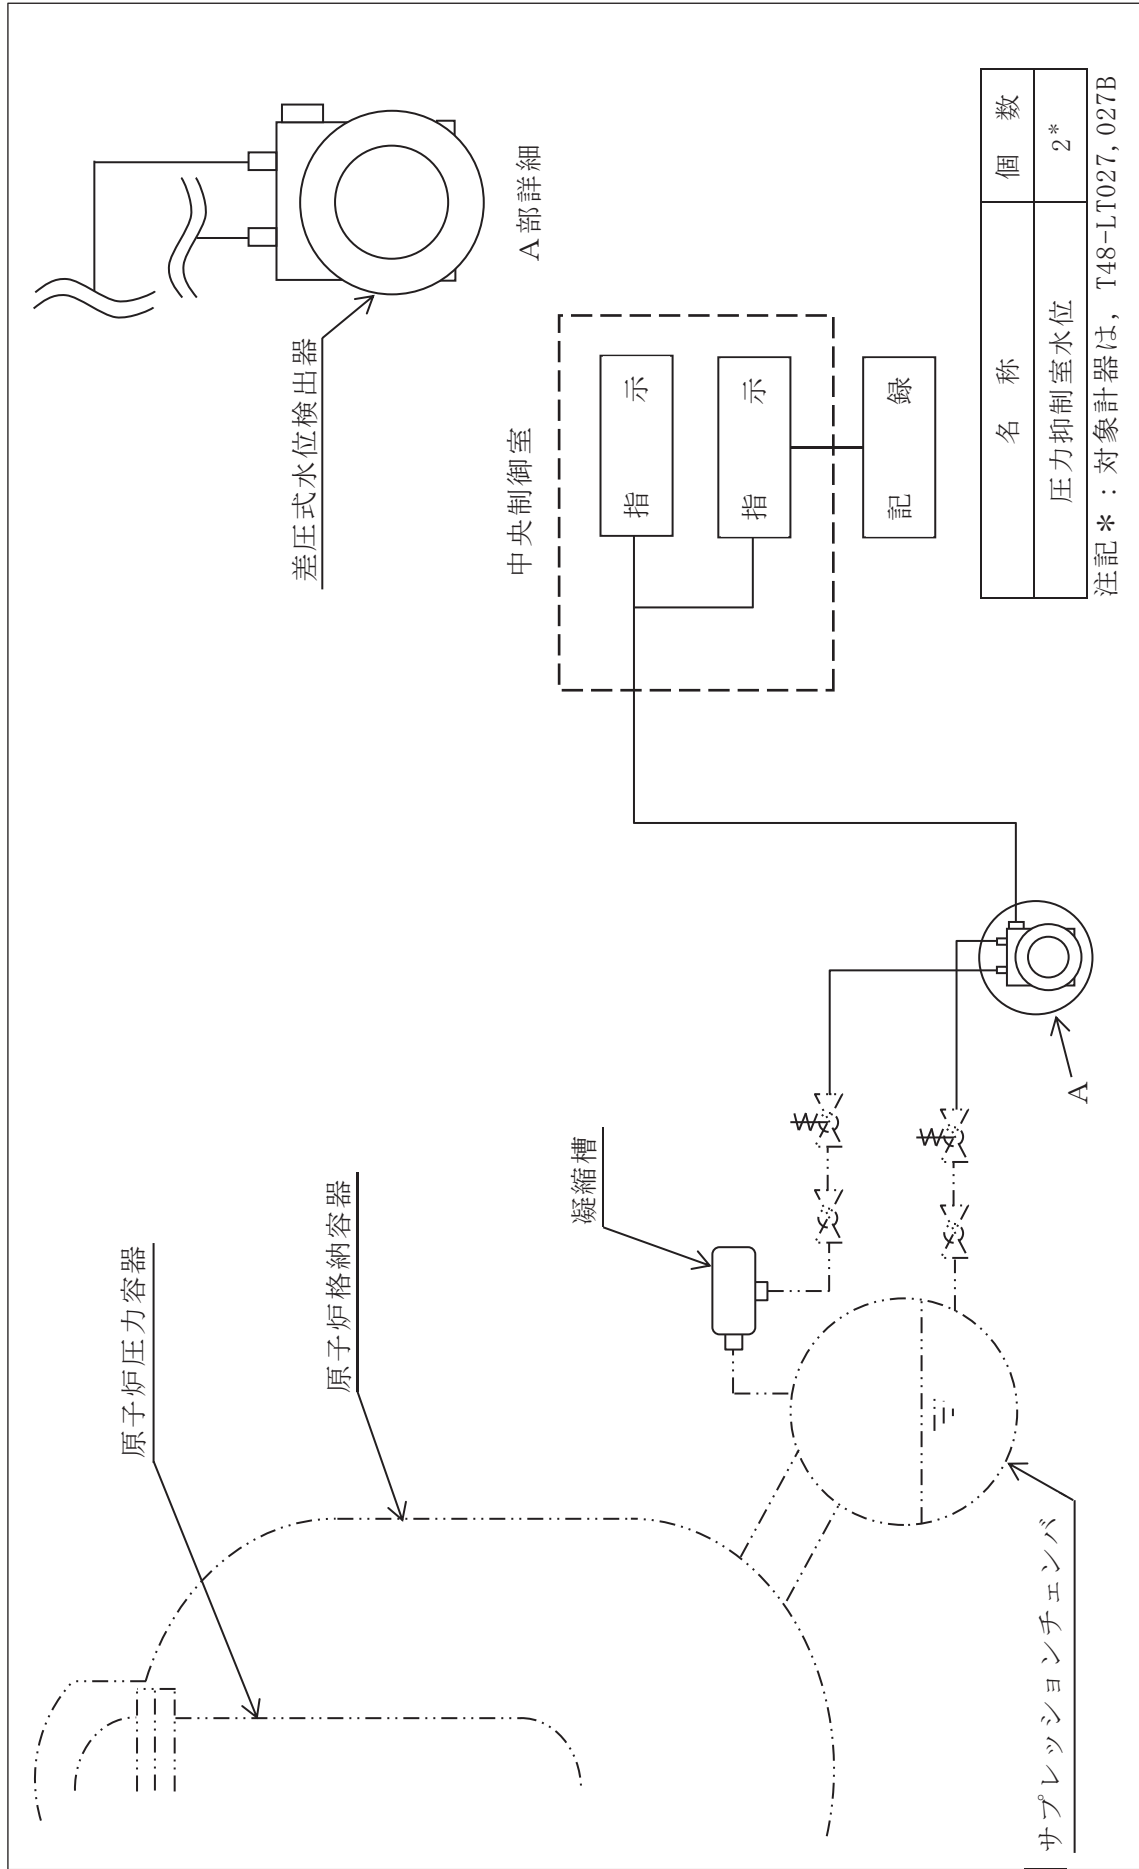 原子炉圧力容器
原子炉格納容器
凝縮槽
サプレッションチェンバ
A
差圧式水位検出器
A部詳細
中央制御室
指 示
指 示
記 録
名 称 個 数
圧力抑制室水位 2*
注記*：対象計器は，T48-LT027,027B